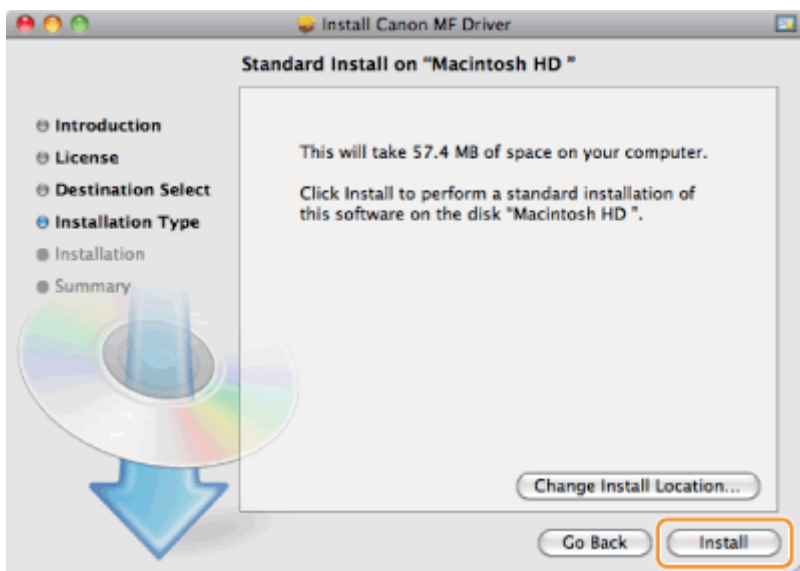 Install Canon MF Driver
Standard Install on “Macintosh HD ”
Introduction
License
Destination Select
Installation Type
Installation
Summary
This will take 57.4 MB of space on your computer.
Click Install to perform a standard installation of
this software on the disk “Macintosh HD ”.
Change Install Location...
Go Back
Install